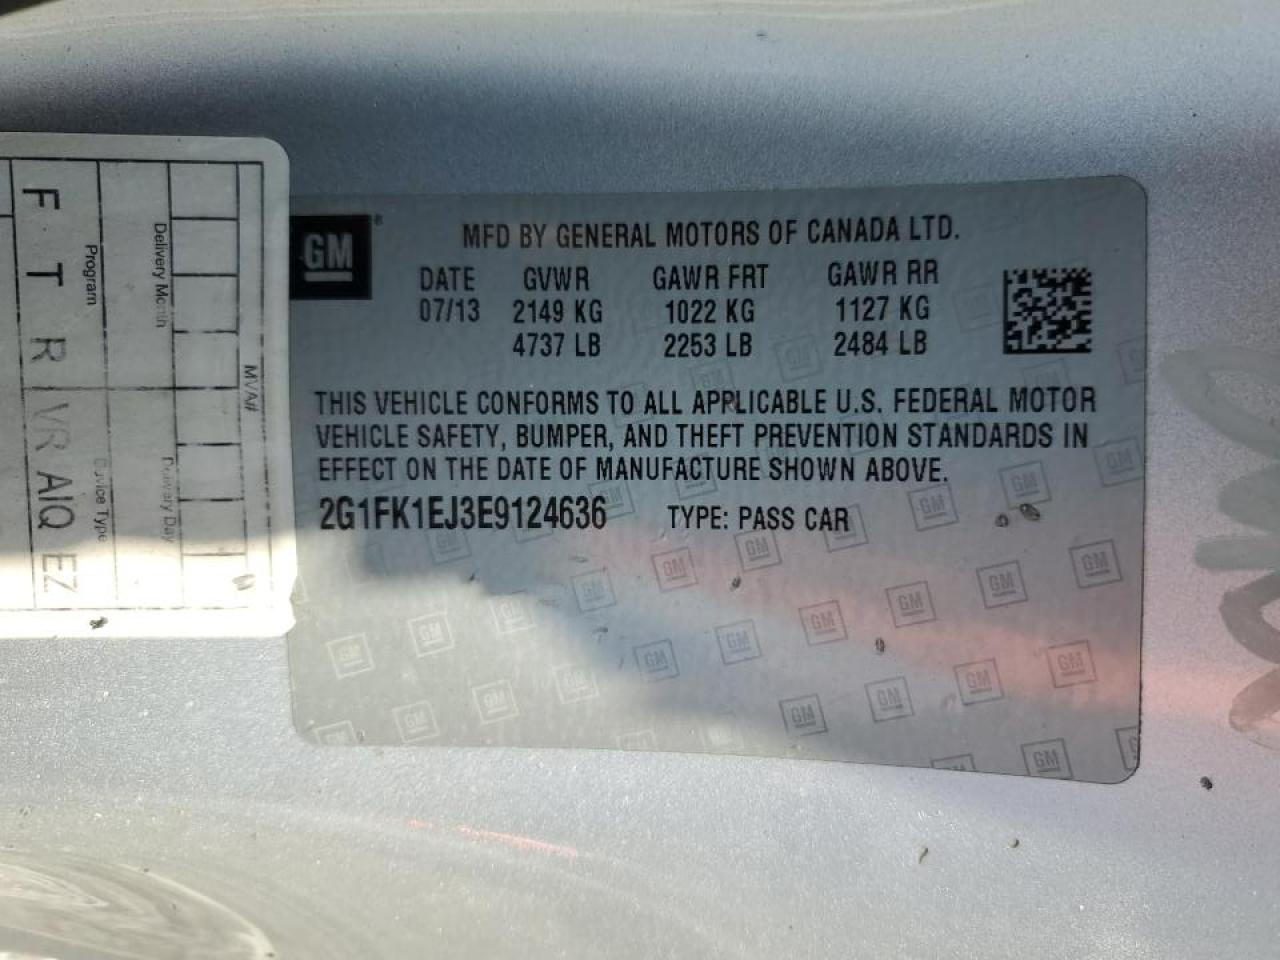 GM ®
MFD BY GENERAL MOTORS OF CANADA LTD.
DATE GVWR GAWR FRT GAWR RR
07/13 2149 KG 1022 KG 1127 KG
4737 LB 2253 LB 2484 LB
THIS VEHICLE CONFORMS TO ALL APPLICABLE U.S. FEDERAL MOTOR
VEHICLE SAFETY, BUMPER, AND THEFT PREVENTION STANDARDS IN
EFFECT ON THE DATE OF MANUFACTURE SHOWN ABOVE.
2G1FK1EJ3E9124636 TYPE: PASS CAR
MVA#
Delivery Month Delivery Day
Program Device Type
F T R VR AIQ EZ